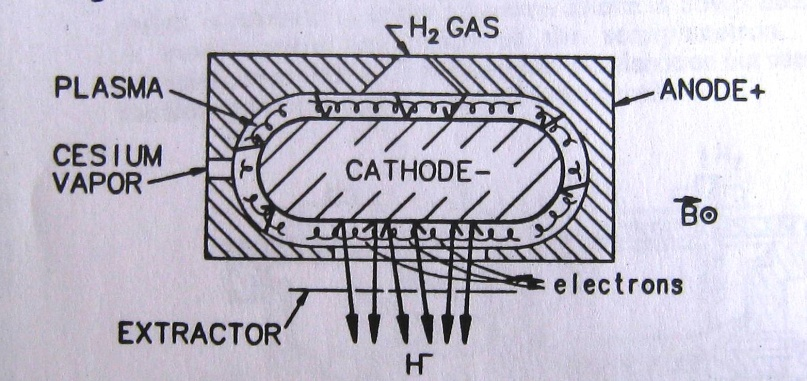 H₂ GAS
PLASMA
ANODE+
CESIUM
VAPOR
CATHODE-
B⃗⊙
electrons
EXTRACTOR
H⁻